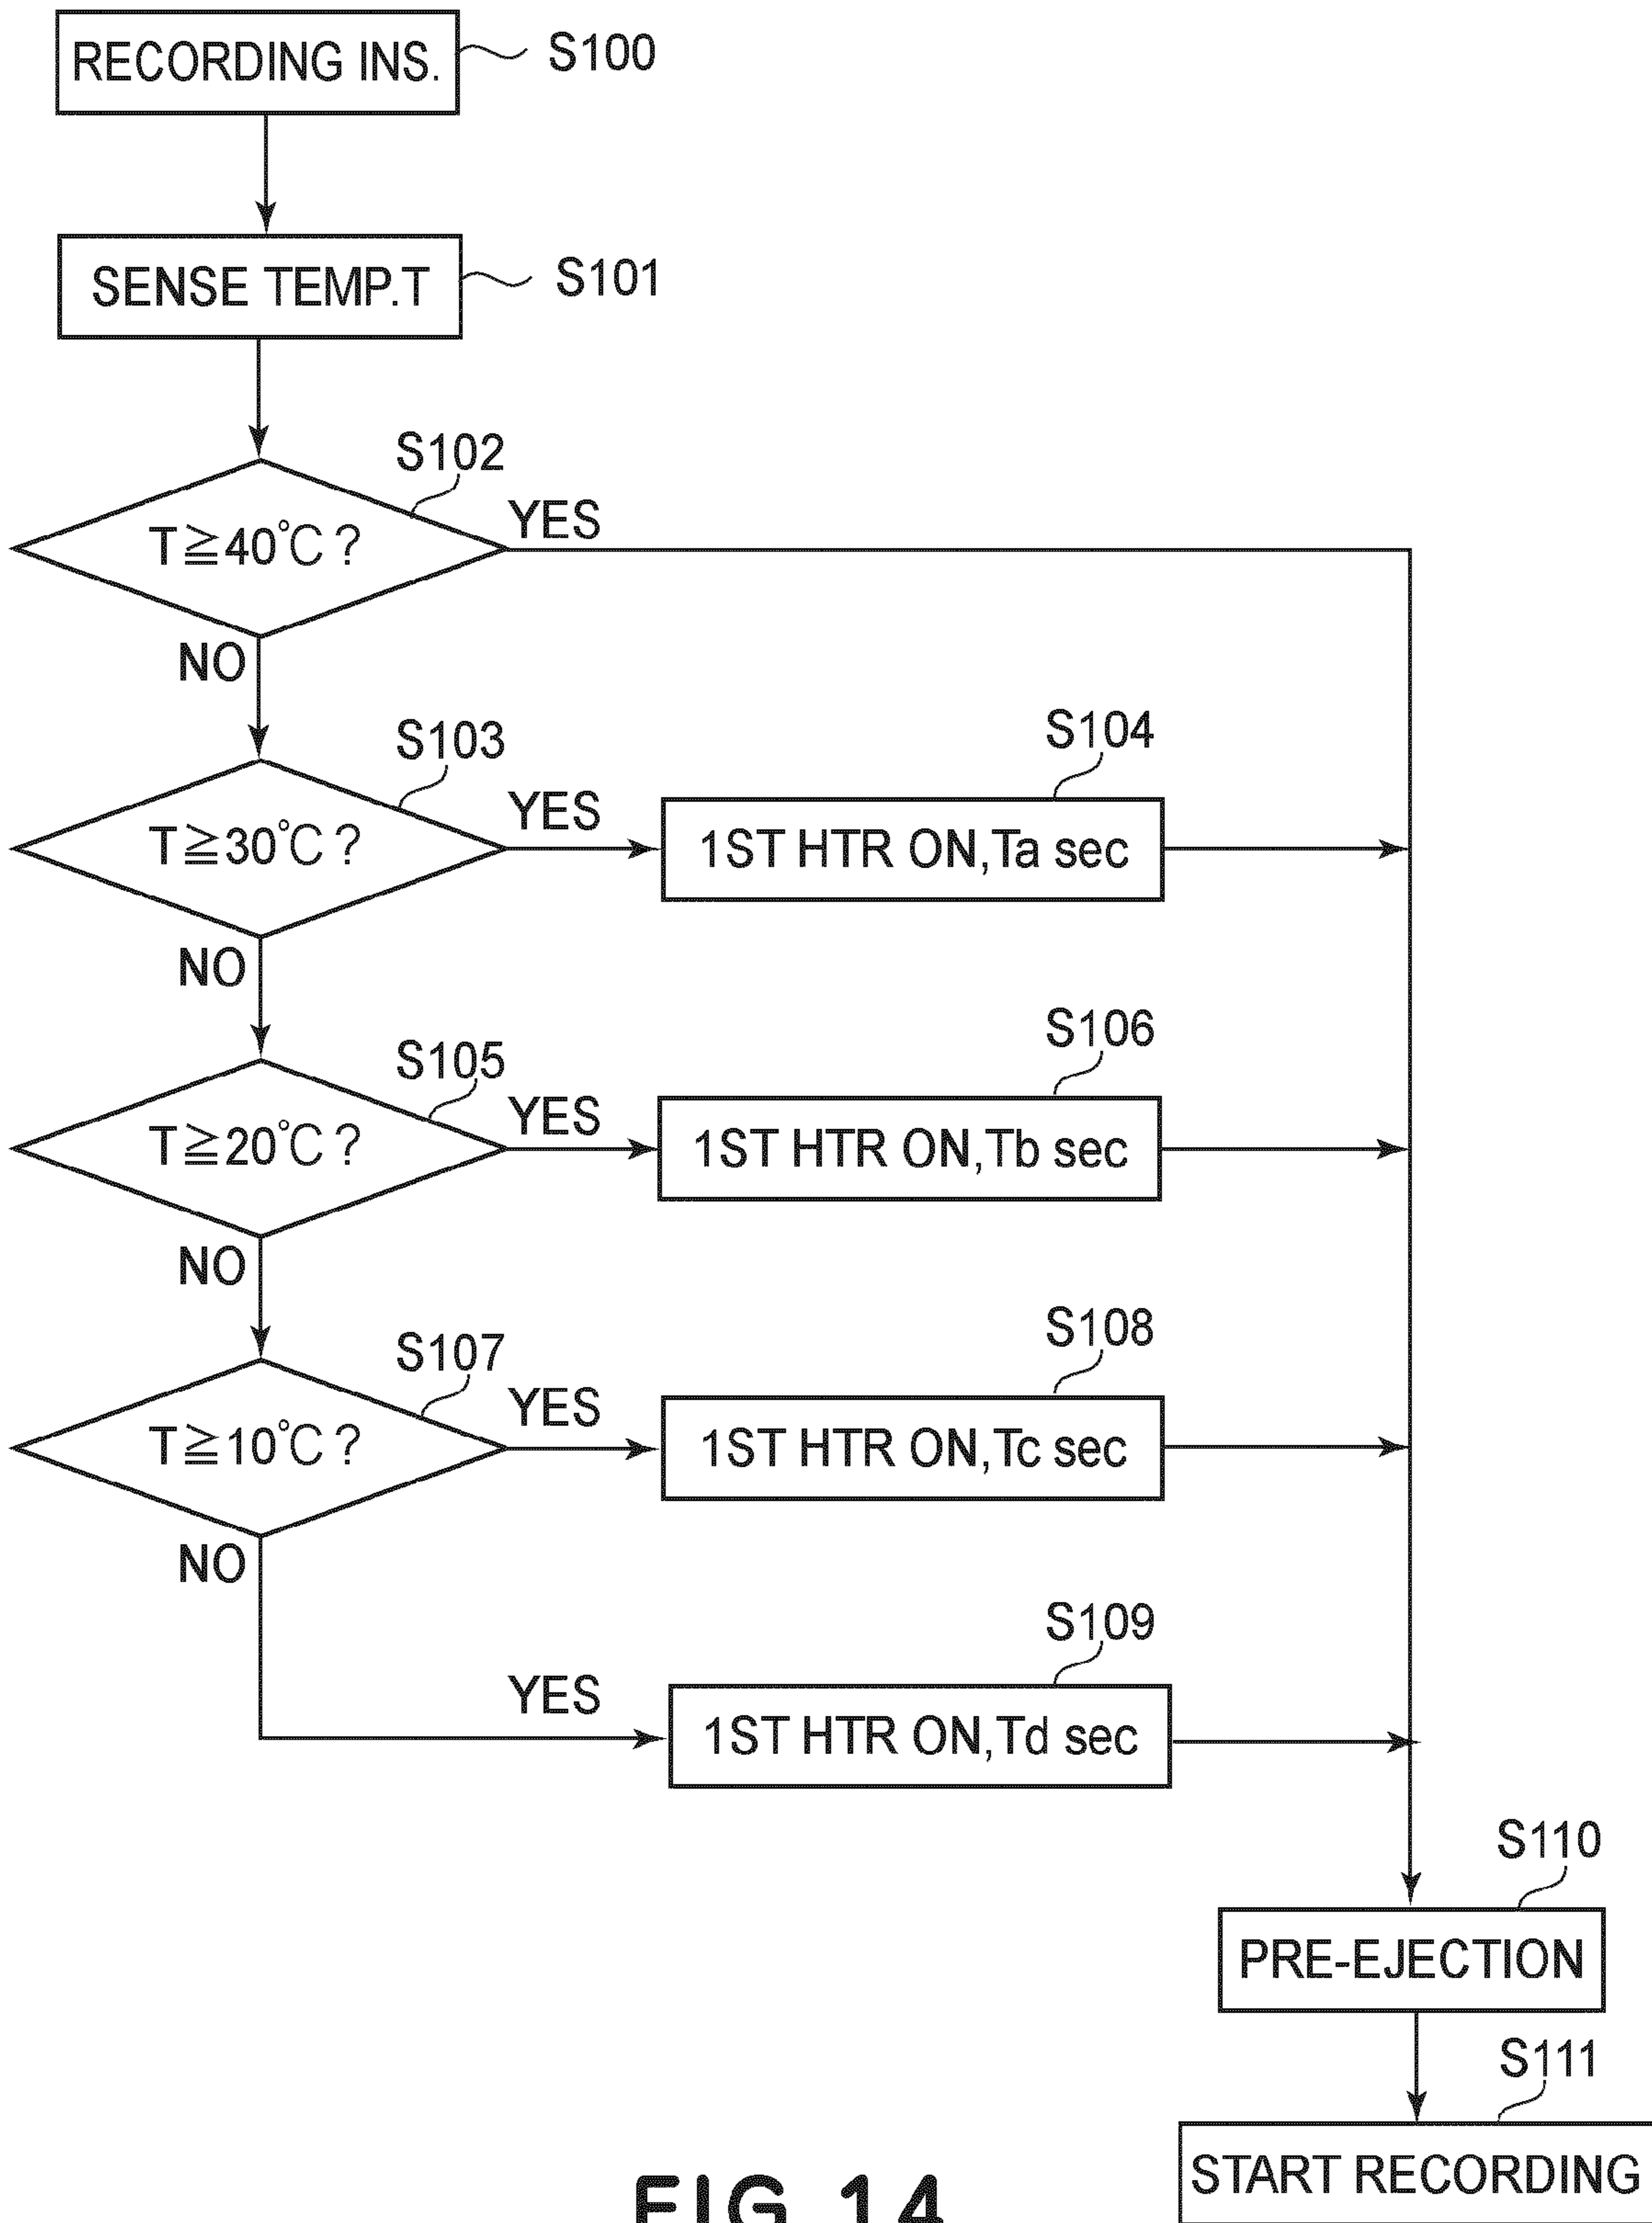 RECORDING INS.
S100
SENSE TEMP.T
S101
S102
T≧40℃?
YES
NO
S103
T≧30℃?
YES
S104
1ST HTR ON,Ta sec
NO
S105
T≧20℃?
YES
S106
1ST HTR ON,Tb sec
NO
S107
T≧10℃?
YES
S108
1ST HTR ON,Tc sec
NO
YES
S109
1ST HTR ON,Td sec
S110
PRE-EJECTION
S111
START RECORDING
FIG.14